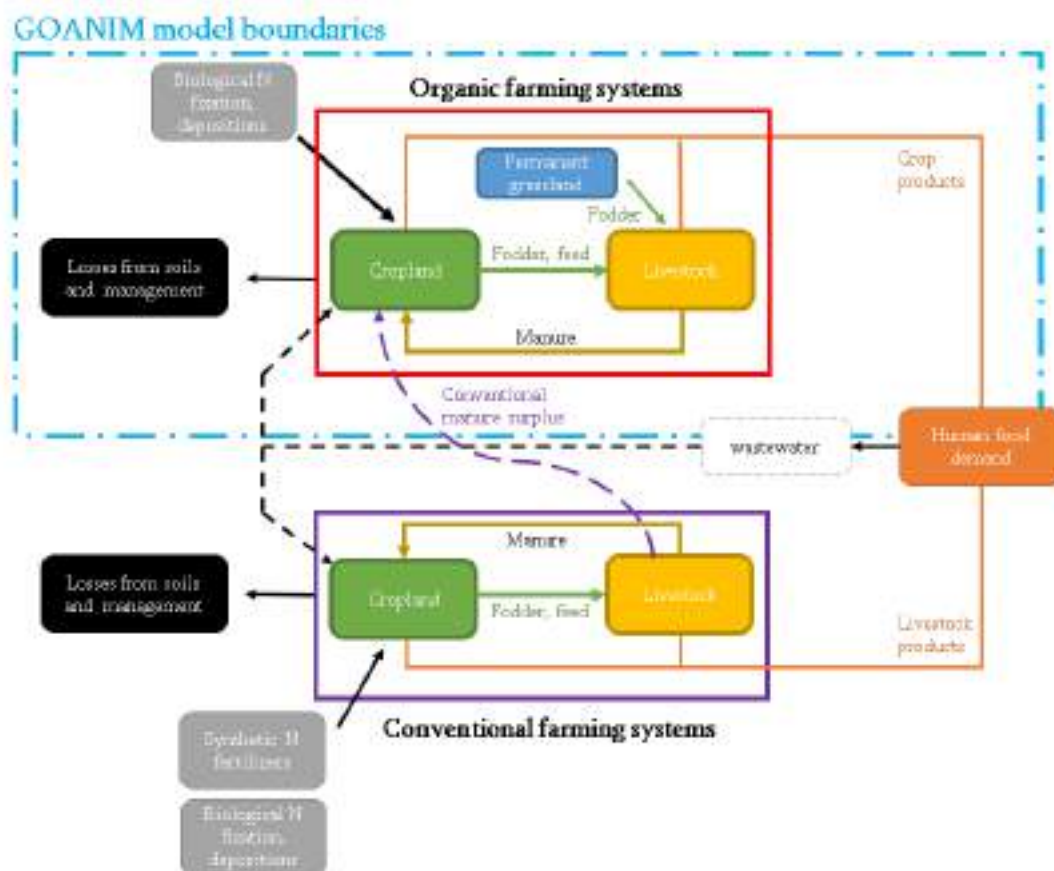 GOANIM model boundaries
Biological N
fixation,
depositions
Organic farming systems
Permanant
grassland
Crop
products
Fodder
Losses from soils
and management
Cropland
Fodder, feed
Livestock
Manure
Conventional
manure surplus
wastewater
Human food
demand
Manure
Losses from soils
and management
Cropland
Fodder, feed
Livestock
Livestock
products
Conventional farming systems
Synthetic N
fertilizers
Biological N
fixation,
depositions